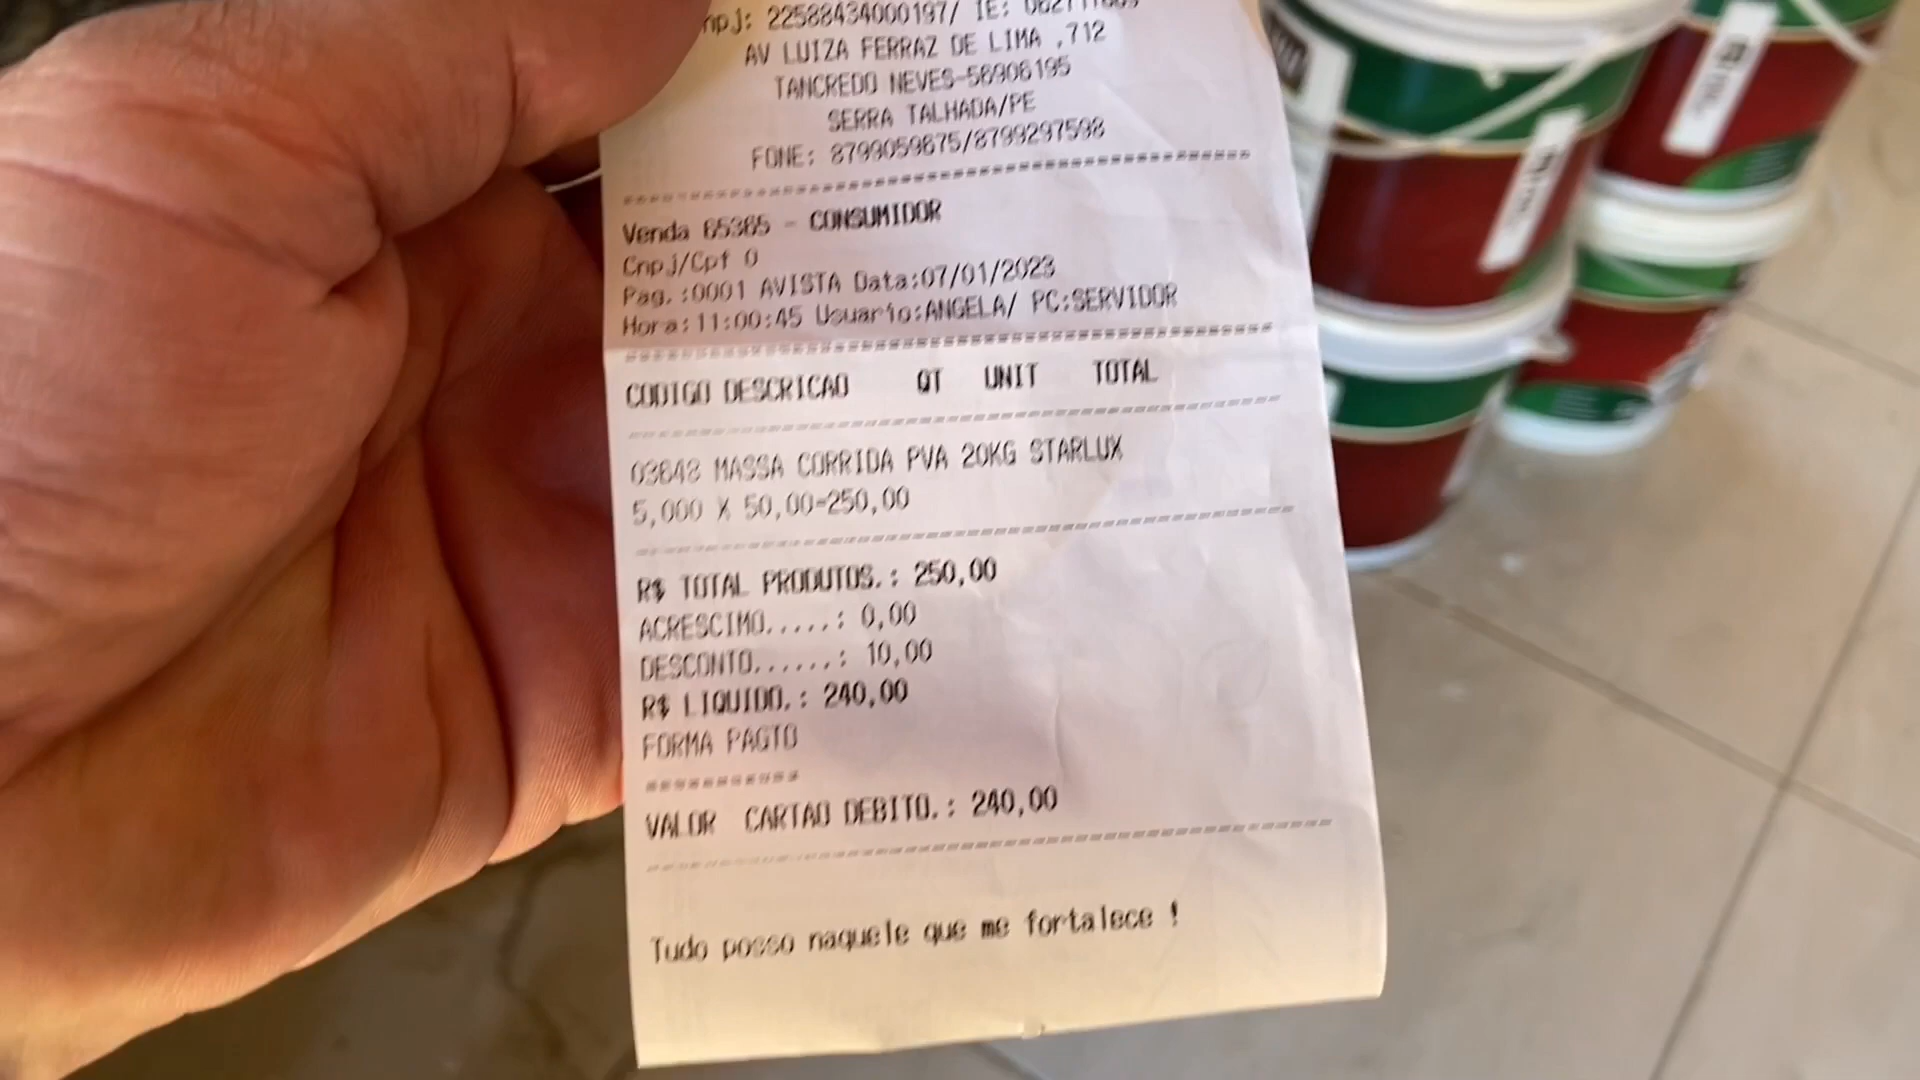 Cnpj: 22588434000197/ IE:
AV LUIZA FERRAZ DE LIMA ,712
TANCREDO NEVES-56906195
SERRA TALHADA/PE
FONE: 8799059675/8799297598
Venda 65365 - CONSUMIDOR
Cnpj/Cpf 0
Pag.:0001 AVISTA Data:07/01/2023
Hora:11:00:45 Usuario:ANGELA/ PC:SERVIDOR
CODIGO DESCRICAO QT UNIT TOTAL
03648 MASSA CORRIDA PVA 20KG STARLUX
5,000 X 50,00=250,00
R$ TOTAL PRODUTOS.: 250,00
ACRESCIMO.....: 0,00
DESCONTO......: 10,00
R$ LIQUIDO.: 240,00
FORMA PAGTO
VALOR CARTAO DEBITO.: 240,00
Tudo posso naquele que me fortalece !